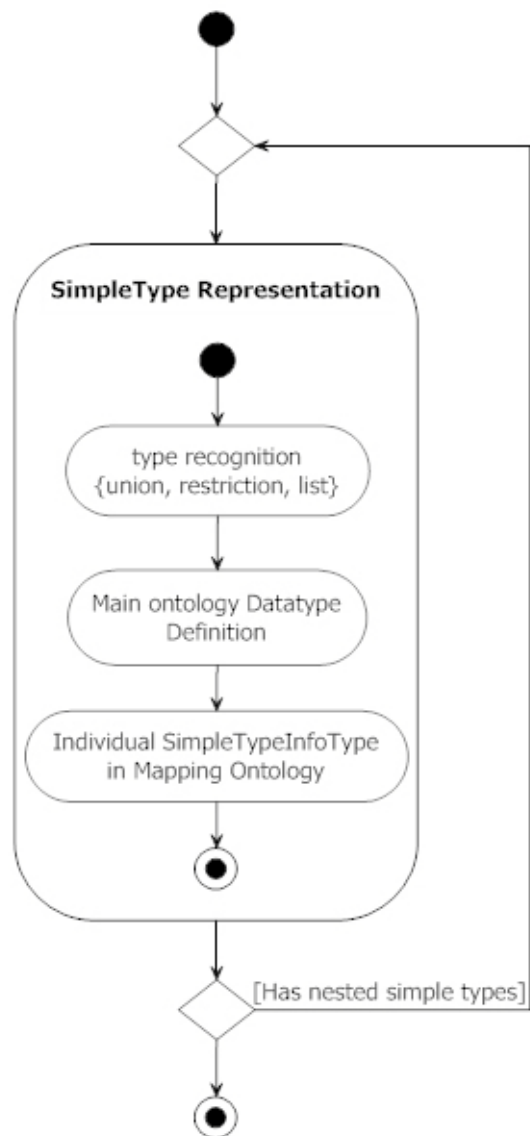 SimpleType Representation
type recognition
{union, restriction, list}
Main ontology Datatype
Definition
Individual SimpleTypeInfoType
in Mapping Ontology
[Has nested simple types]